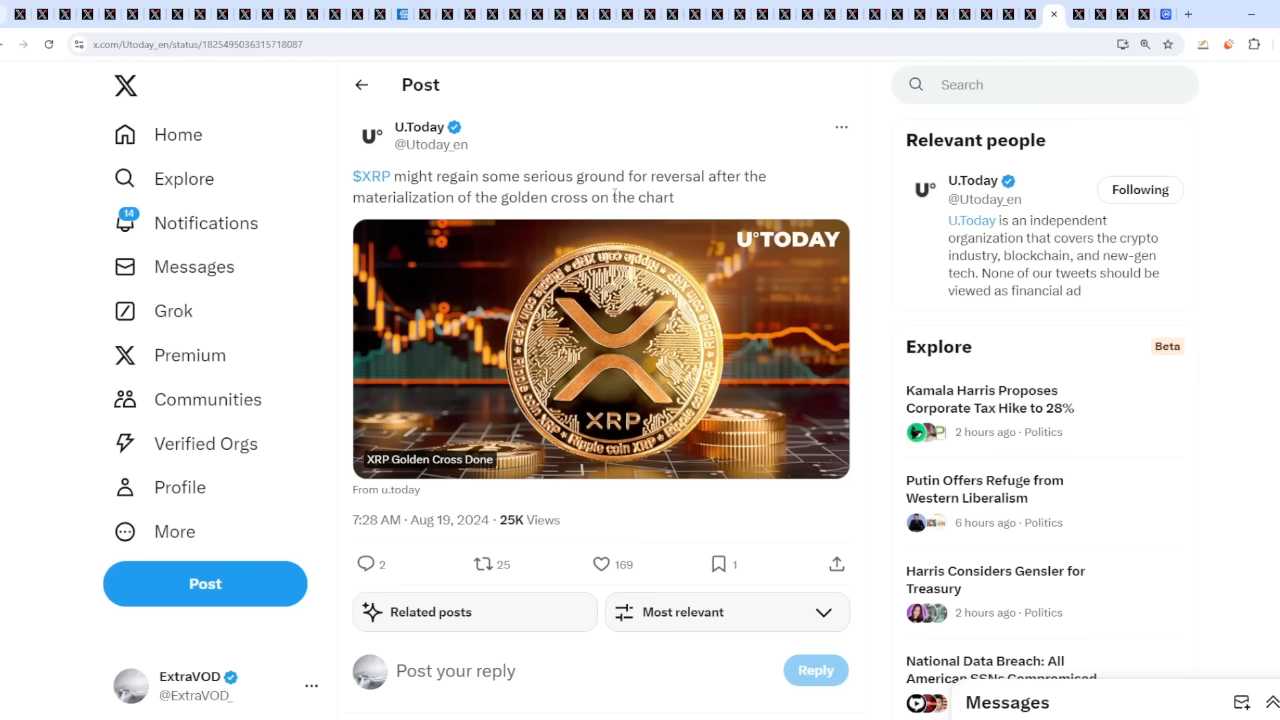 x.com/Utoday_en/status/1825495036315718087
Home
Explore
14
Notifications
Messages
Grok
Premium
Communities
Verified Orgs
Profile
More
Post
ExtraVOD
@ExtraVOD_
Post
U.Today
@Utoday_en
$XRP might regain some serious ground for reversal after the
materialization of the golden cross on the chart
U°TODAY
Ripple coin XRP
XRP
Ripple coin XRP
XRP Golden Cross Done
From u.today
7:28 AM · Aug 19, 2024 · 25K Views
2
25
169
1
Related posts
Most relevant
Post your reply
Reply
Search
Relevant people
U.Today
@Utoday_en
Following
U.Today is an independent
organization that covers the crypto
industry, blockchain, and new-gen
tech. None of our tweets should be
viewed as financial ad
Explore
Beta
Kamala Harris Proposes
Corporate Tax Hike to 28%
2 hours ago · Politics
Putin Offers Refuge from
Western Liberalism
6 hours ago · Politics
Harris Considers Gensler for
Treasury
2 hours ago · Politics
National Data Breach: All
American SSNs Compromised
Messages